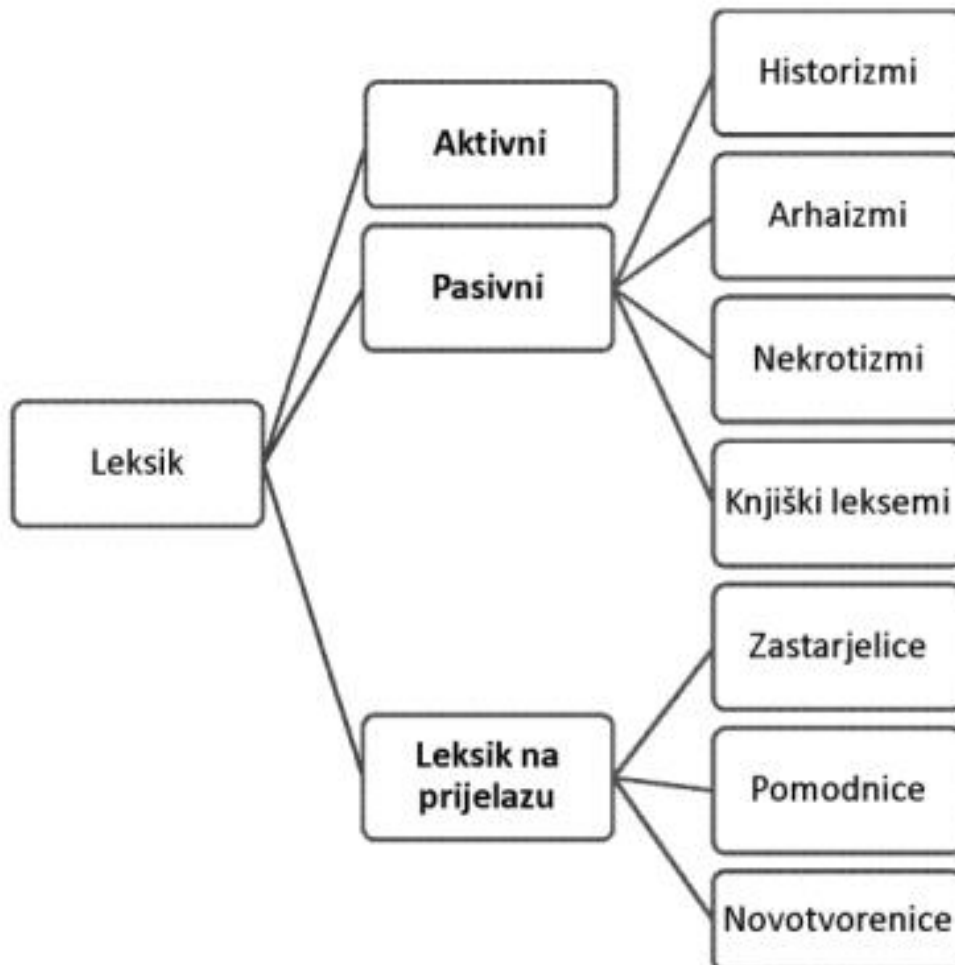 Historizmi
Aktivni
Arhaizmi
Pasivni
Nekrotizmi
Leksik
Knjiški leksemi
Zastarjelice
Leksik na
prijelazu
Pomodnice
Novotvorenice